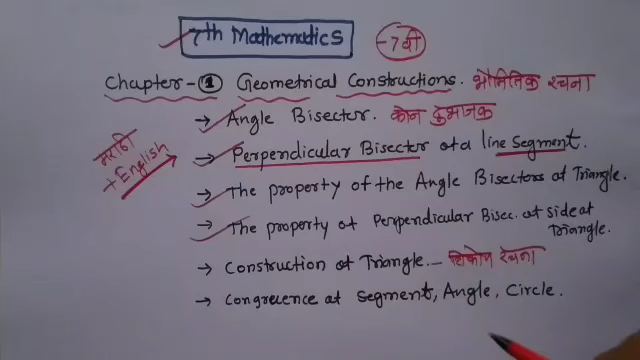 7th Mathematics -7 वी
Chapter-① Geometrical Constructions. भौमितिक रचना
→ Angle Bisector. कोन दुभाजक
मराठी + English
→ Perpendicular Bisector of a line Segment.
→ The property of the Angle Bisectors of Triangle.
→ The property of Perpendicular Bisec. of side of Triangle.
→ Construction of Triangle - त्रिकोण रचना
→ Congruence of Segment, Angle, Circle.